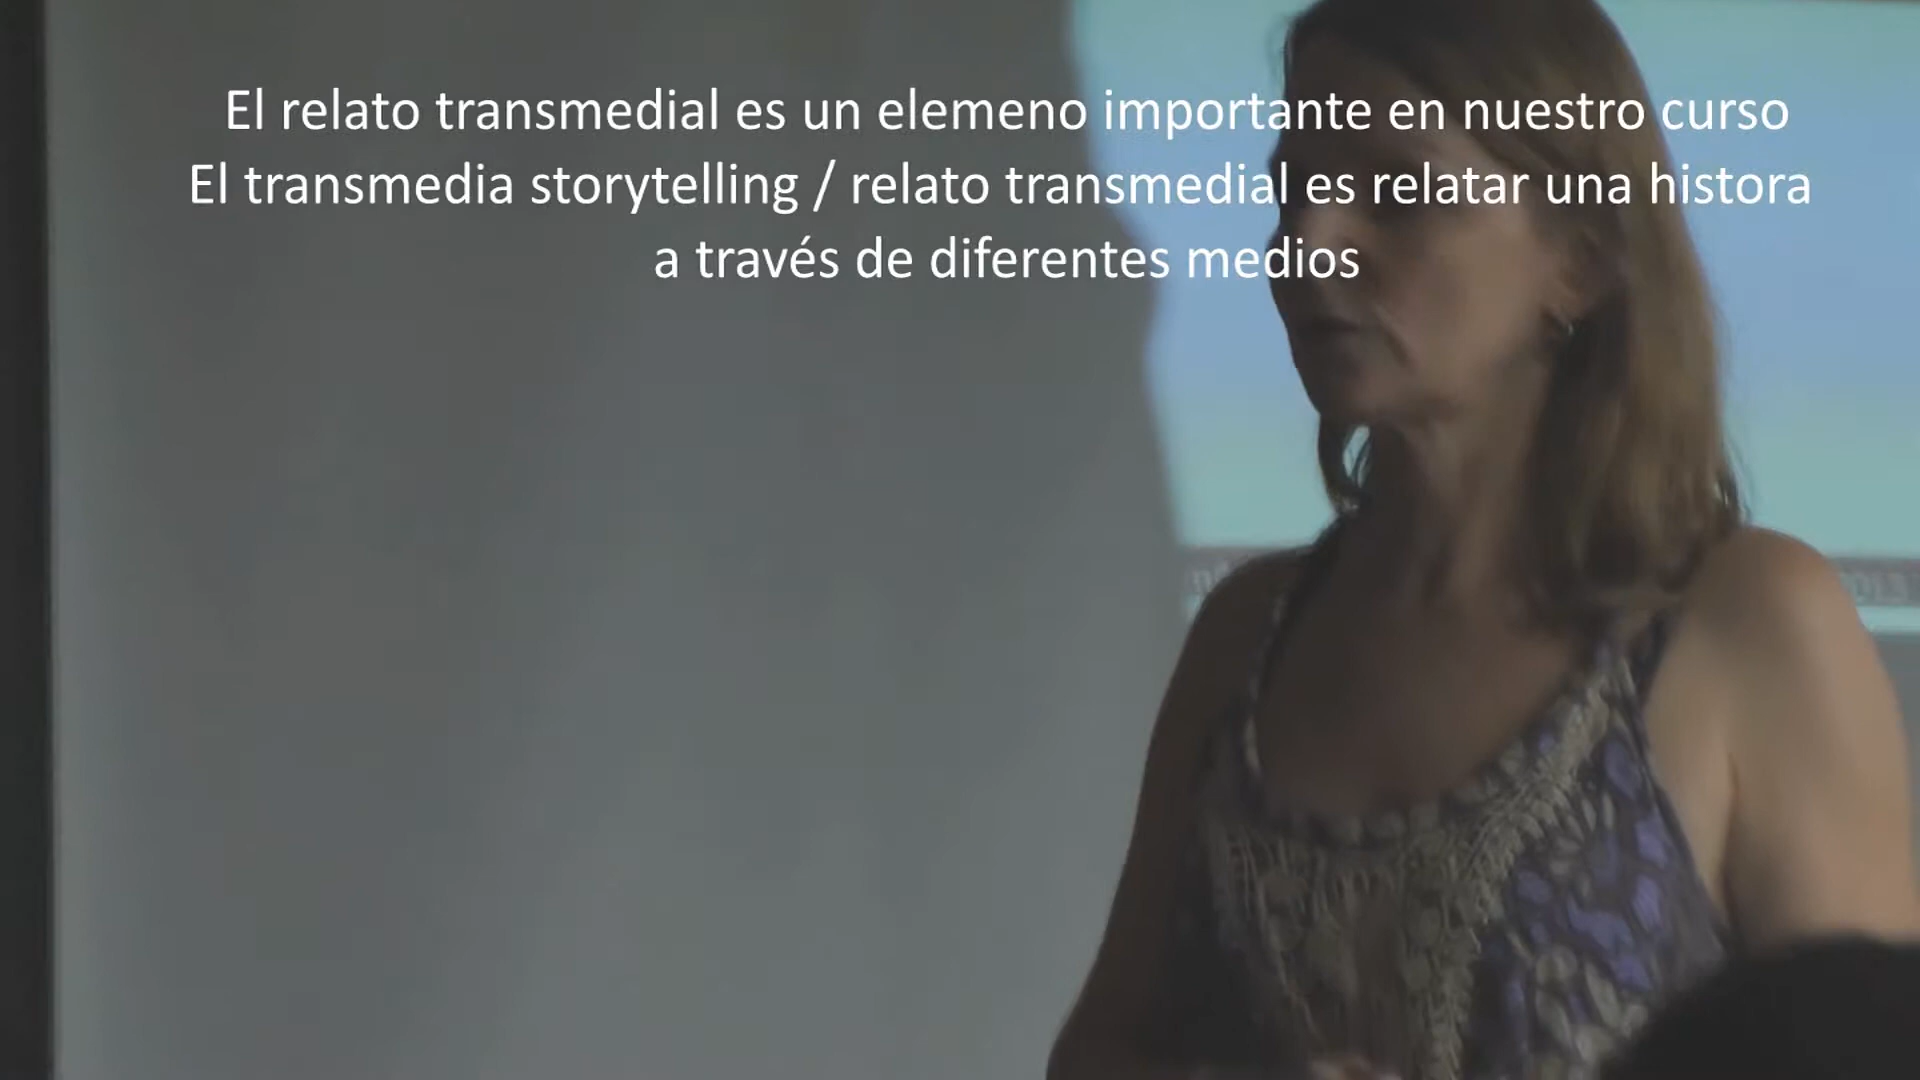 El relato transmedial es un elemeno importante en nuestro curso
El transmedia storytelling / relato transmedial es relatar una histora
a través de diferentes medios